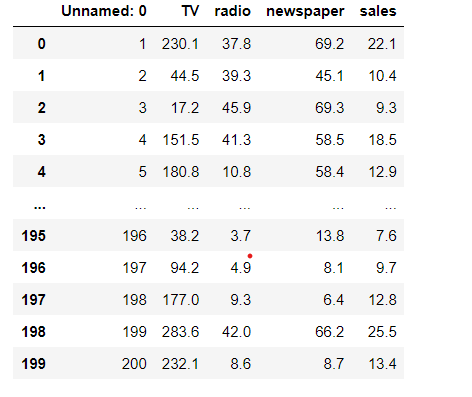 Unnamed: 0 TV radio newspaper sales
0 1 230.1 37.8 69.2 22.1
1 2 44.5 39.3 45.1 10.4
2 3 17.2 45.9 69.3 9.3
3 4 151.5 41.3 58.5 18.5
4 5 180.8 10.8 58.4 12.9
... ... ... ... ... ...
195 196 38.2 3.7 13.8 7.6
196 197 94.2 4.9 8.1 9.7
197 198 177.0 9.3 6.4 12.8
198 199 283.6 42.0 66.2 25.5
199 200 232.1 8.6 8.7 13.4